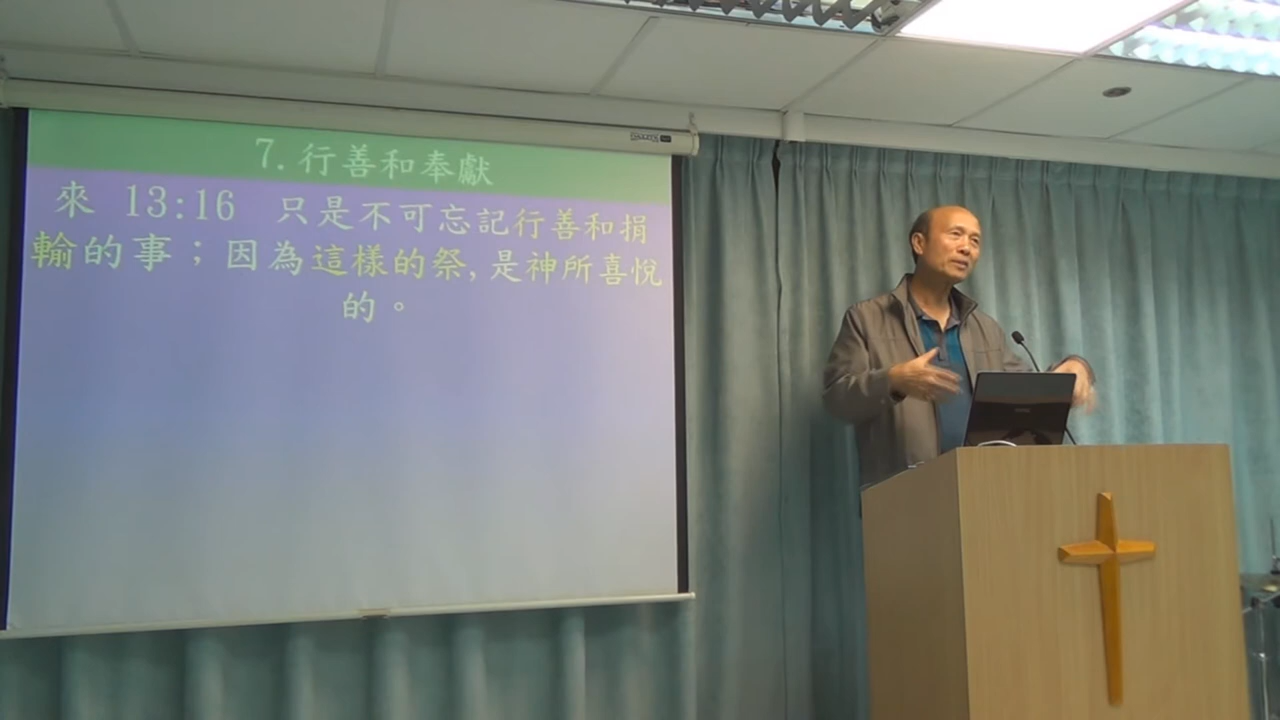 7.行善和奉獻
來 13:16 只是不可忘記行善和捐
輸的事；因為這樣的祭,是神所喜悅
的。